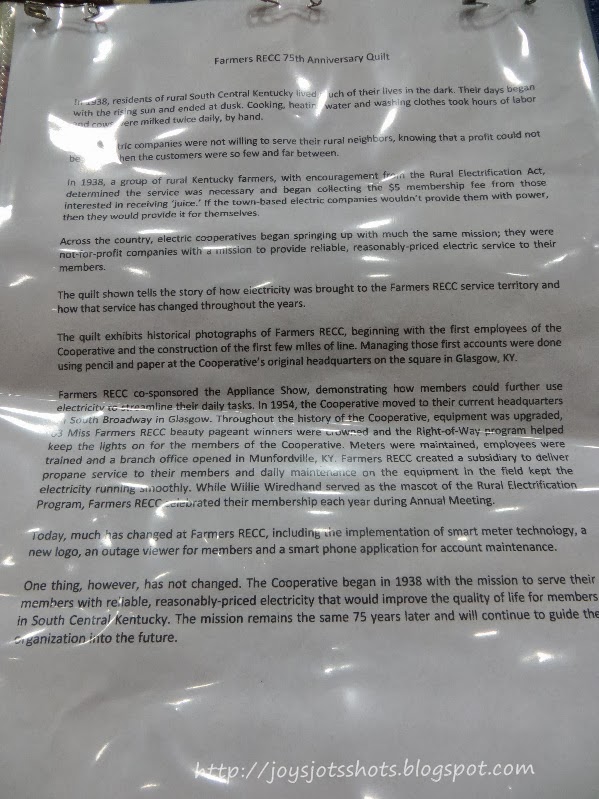 Farmers RECC 75th Anniversary Quilt
In 1938, residents of rural South Central Kentucky lived much of their lives in the dark. Their days began
with the rising sun and ended at dusk. Cooking, heating water and washing clothes took hours of labor
and cows were milked twice daily, by hand.
companies were not willing to serve their rural neighbors, knowing that a profit could not
be when the customers were so few and far between.
In 1938, a group of rural Kentucky farmers, with encouragement from the Rural Electrification Act,
determined the service was necessary and began collecting the $5 membership fee from those
interested in receiving 'juice.' If the town-based electric companies wouldn't provide them with power,
then they would provide it for themselves.
Across the country, electric cooperatives began springing up with much the same mission; they were
not-for-profit companies with a mission to provide reliable, reasonably-priced electric service to their
members.
The quilt shown tells the story of how electricity was brought to the Farmers RECC service territory and
how that service has changed throughout the years.
The quilt exhibits historical photographs of Farmers RECC, beginning with the first employees of the
Cooperative and the construction of the first few miles of line. Managing those first accounts were done
using pencil and paper at the Cooperative's original headquarters on the square in Glasgow, KY.
Farmers RECC co-sponsored the Appliance Show, demonstrating how members could further use
electricity to streamline their daily tasks. In 1954, the Cooperative moved to their current headquarters
South Broadway in Glasgow. Throughout the history of the Cooperative, equipment was upgraded,
Miss Farmers RECC beauty pageant winners were crowned and the Right-of-Way program helped
keep the lights on for the members of the Cooperative. Meters were maintained, employees were
trained and a branch office opened in Munfordville, KY. Farmers RECC created a subsidiary to deliver
propane service to their members and daily maintenance on the equipment in the field kept the
electricity running smoothly. While Willie Wiredhand served as the mascot of the Rural Electrification
Program, Farmers RECC celebrated their membership each year during Annual Meeting.
Today, much has changed at Farmers RECC, including the implementation of smart meter technology, a
new logo, an outage viewer for members and a smart phone application for account maintenance.
One thing, however, has not changed. The Cooperative began in 1938 with the mission to serve their
members with reliable, reasonably-priced electricity that would improve the quality of life for members
in South Central Kentucky. The mission remains the same 75 years later and will continue to guide the
organization into the future.
http://joysjotsshots.blogspot.com